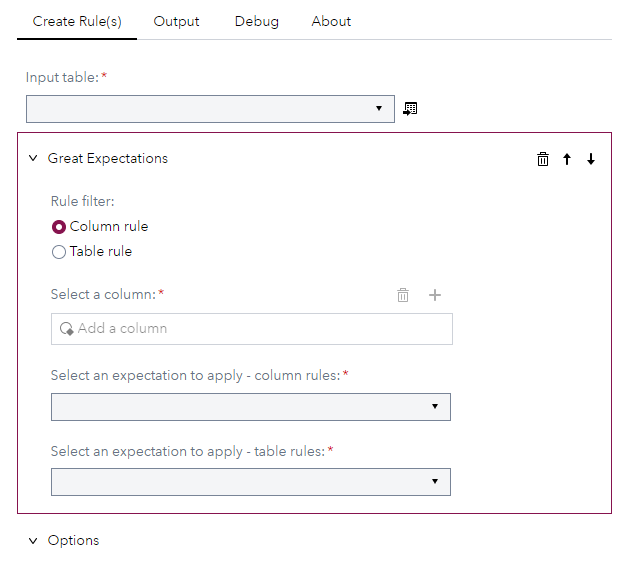 Create Rule(s) Output Debug About
Input table:*
Great Expectations
Rule filter:
Column rule
Table rule
Select a column:*
Add a column
Select an expectation to apply - column rules:*
Select an expectation to apply - table rules:*
Options